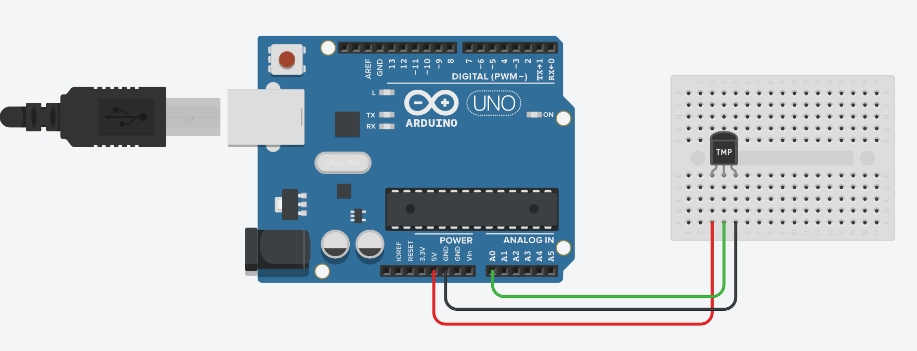 AREF
GND
13
12
~11
~10
~9
8
7
~6
~5
4
~3
2
TX→1
RX←0
DIGITAL (PWM~)
L
TX
RX
ARDUINO
UNO
ON
TMP
POWER
ANALOG IN
IOREF
RESET
3.3V
5V
GND
GND
Vin
A0
A1
A2
A3
A4
A5